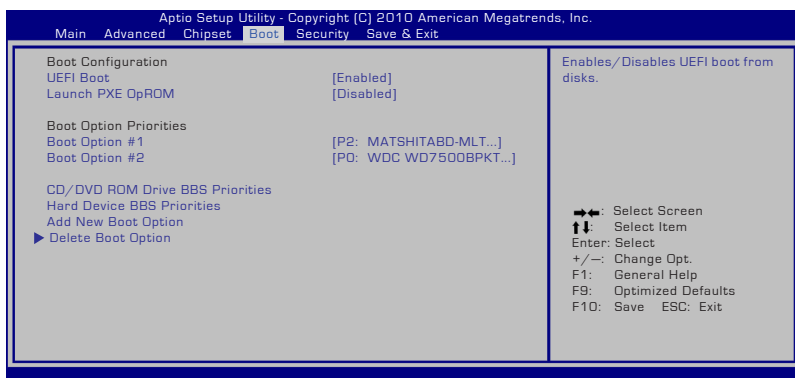 Aptio Setup Utility - Copyright (C) 2010 American Megatrends, Inc.
Main Advanced Chipset Boot Security Save & Exit
Boot Configuration
UEFI Boot [Enabled]
Launch PXE OpROM [Disabled]
Boot Option Priorities
Boot Option #1 [P2: MATSHITABD-MLT...]
Boot Option #2 [P0: WDC WD7500BPKT...]
CD/DVD ROM Drive BBS Priorities
Hard Device BBS Priorities
Add New Boot Option
Delete Boot Option
Enables/Disables UEFI boot from
disks.
→←: Select Screen
↑↓: Select Item
Enter: Select
+/—: Change Opt.
F1: General Help
F9: Optimized Defaults
F10: Save ESC: Exit